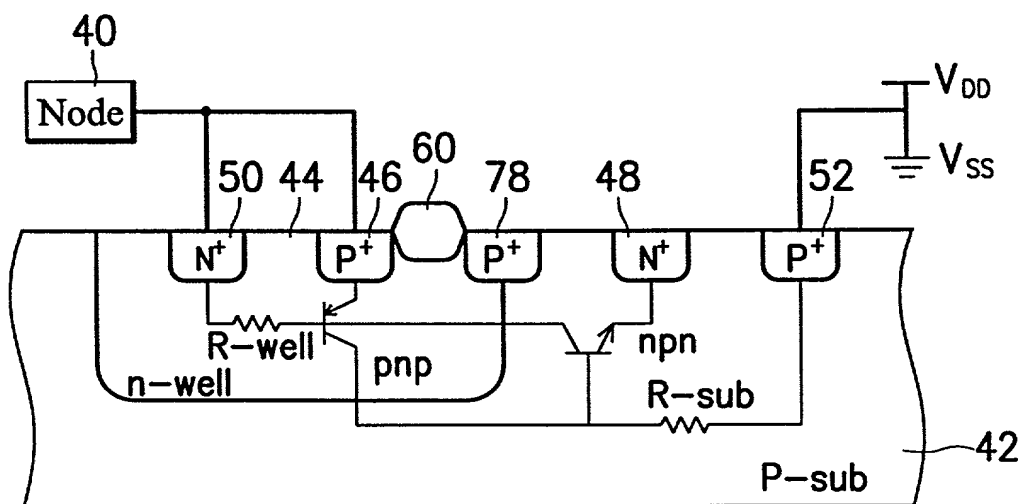 40
Node
V_DD
V_SS
50 44 46 60 78 48 52
N+ P+ P+ N+ P+
R-well
pnp
npn
n-well
R-sub
42
P-sub